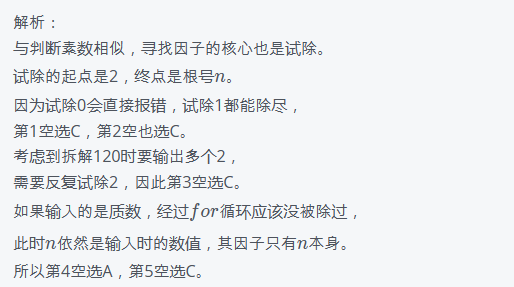 解析：
与判断素数相似，寻找因子的核心也是试除。
试除的起点是2，终点是根号n。
因为试除0会直接报错，试除1都能除尽，
第1空选C，第2空也选C。
考虑到拆解120时要输出多个2，
需要反复试除2，因此第3空选C。
如果输入的是质数，经过for循环应该没被除过，
此时n依然是输入时的数值，其因子只有n本身。
所以第4空选A，第5空选C。